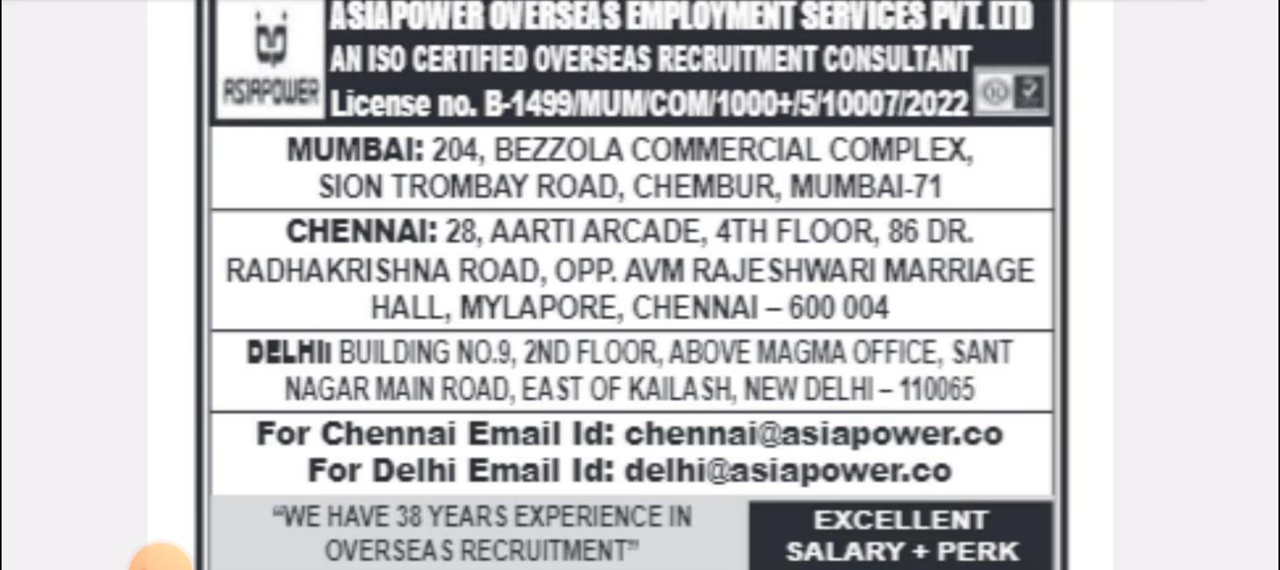 ASIAPOWER OVERSEAS EMPLOYMENT SERVICES PVT. LTD
AN ISO CERTIFIED OVERSEAS RECRUITMENT CONSULTANT
ASIAPOWER
License no. B-1499/MUM/COM/1000+/5/10007/2022
MUMBAI: 204, BEZZOLA COMMERCIAL COMPLEX,
SION TROMBAY ROAD, CHEMBUR, MUMBAI-71
CHENNAI: 28, AARTI ARCADE, 4TH FLOOR, 86 DR.
RADHAKRISHNA ROAD, OPP. AVM RAJESHWARI MARRIAGE
HALL, MYLAPORE, CHENNAI – 600 004
DELHI: BUILDING NO.9, 2ND FLOOR, ABOVE MAGMA OFFICE, SANT
NAGAR MAIN ROAD, EAST OF KAILASH, NEW DELHI – 110065
For Chennai Email Id: chennai@asiapower.co
For Delhi Email Id: delhi@asiapower.co
“WE HAVE 38 YEARS EXPERIENCE IN
OVERSEAS RECRUITMENT”
EXCELLENT
SALARY + PERK